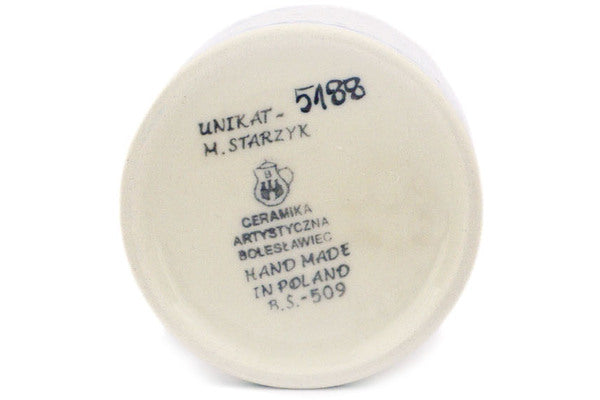 UNIKAT - 5188
M. STARZYK
B
CERAMIKA
ARTYSTYCZNA
BOLESŁAWIEC
HAND MADE
IN POLAND
B.S.-509